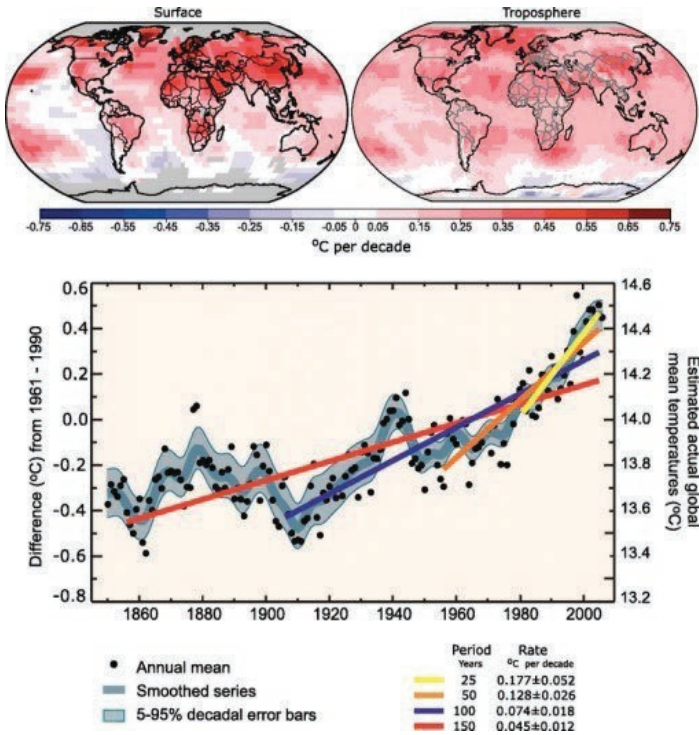 Surface Troposphere
-0.75 -0.65 -0.55 -0.45 -0.35 -0.25 -0.15 -0.05 0 0.05 0.15 0.25 0.35 0.45 0.55 0.65 0.75
ºC per decade
Difference (ºC) from 1961 - 1990
0.6
0.4
0.2
0.0
-0.2
-0.4
-0.6
-0.8
14.6
14.4
14.2
14.0
13.8
13.6
13.4
13.2
Estimated actual global
mean temperatures (ºC)
1860 1880 1900 1920 1940 1960 1980 2000
Annual mean
Smoothed series
5-95% decadal error bars
Period Rate
Years ºC per decade
25 0.177±0.052
50 0.128±0.026
100 0.074±0.018
150 0.045±0.012